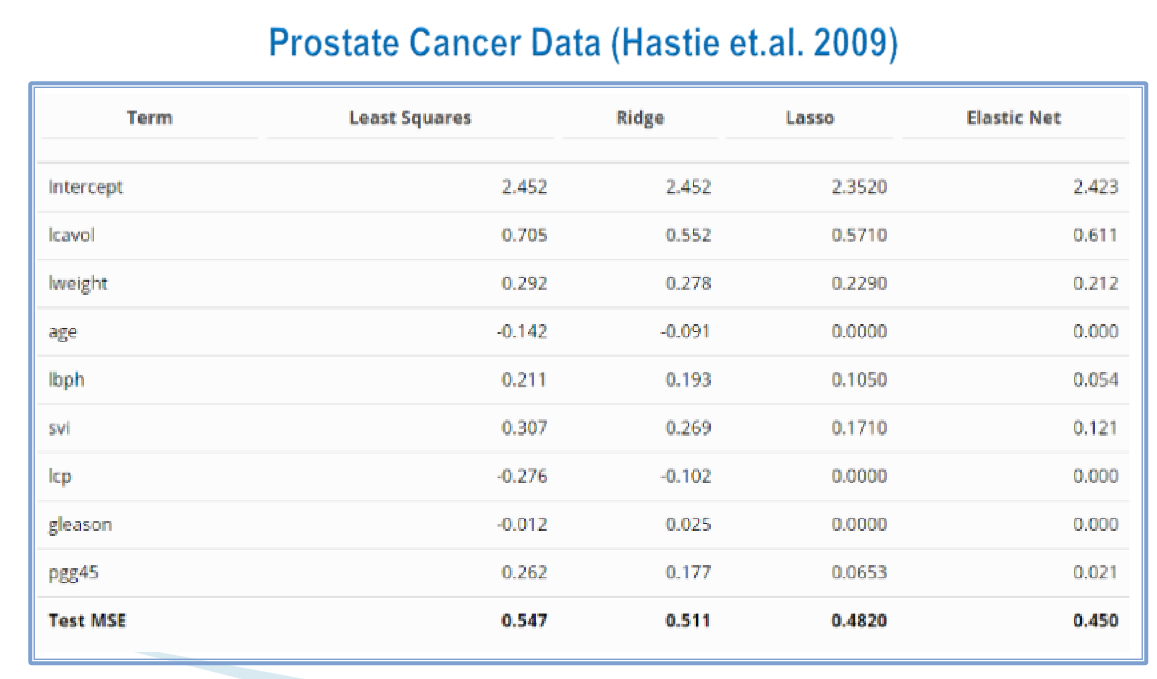 Prostate Cancer Data (Hastie et.al. 2009)
Term Least Squares Ridge Lasso Elastic Net
Intercept 2.452 2.452 2.3520 2.423
lcavol 0.705 0.552 0.5710 0.611
lweight 0.292 0.278 0.2290 0.212
age -0.142 -0.091 0.0000 0.000
lbph 0.211 0.193 0.1050 0.054
svi 0.307 0.269 0.1710 0.121
lcp -0.276 -0.102 0.0000 0.000
gleason -0.012 0.025 0.0000 0.000
pgg45 0.262 0.177 0.0653 0.021
Test MSE 0.547 0.511 0.4820 0.450